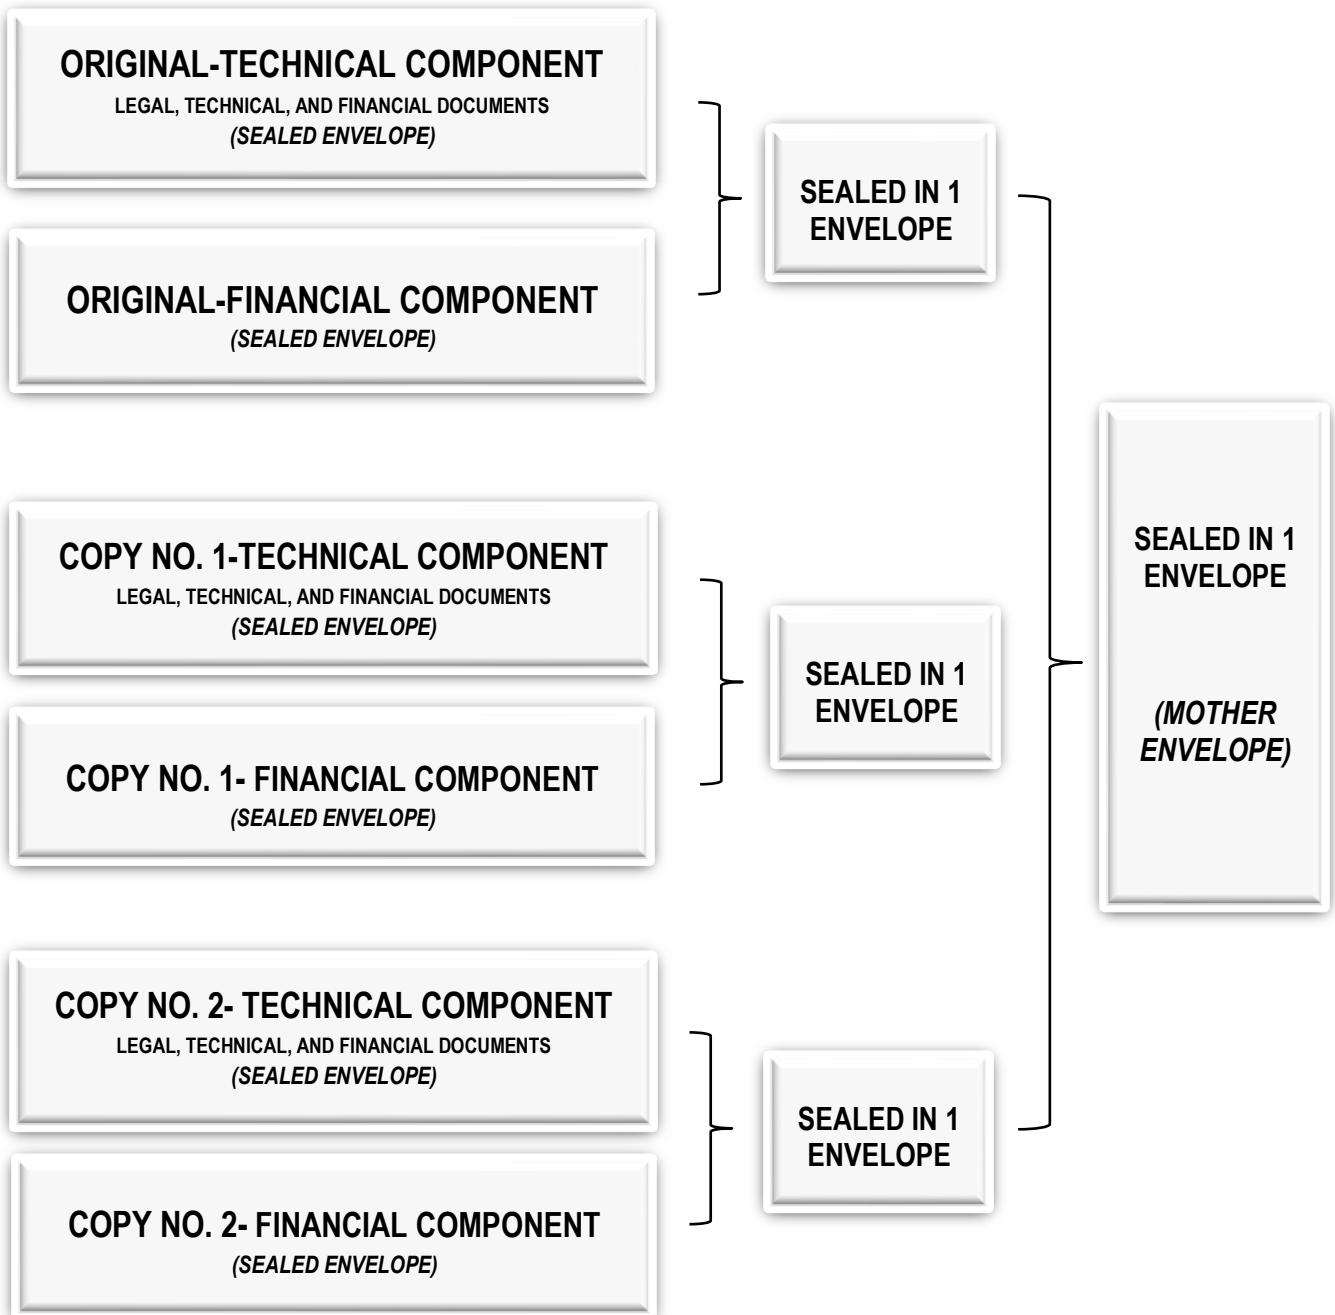 ORIGINAL-TECHNICAL COMPONENT
LEGAL, TECHNICAL, AND FINANCIAL DOCUMENTS
(SEALED ENVELOPE)
ORIGINAL-FINANCIAL COMPONENT
(SEALED ENVELOPE)
SEALED IN 1
ENVELOPE
COPY NO. 1-TECHNICAL COMPONENT
LEGAL, TECHNICAL, AND FINANCIAL DOCUMENTS
(SEALED ENVELOPE)
COPY NO. 1- FINANCIAL COMPONENT
(SEALED ENVELOPE)
SEALED IN 1
ENVELOPE
COPY NO. 2- TECHNICAL COMPONENT
LEGAL, TECHNICAL, AND FINANCIAL DOCUMENTS
(SEALED ENVELOPE)
COPY NO. 2- FINANCIAL COMPONENT
(SEALED ENVELOPE)
SEALED IN 1
ENVELOPE
SEALED IN 1
ENVELOPE
(MOTHER
ENVELOPE)